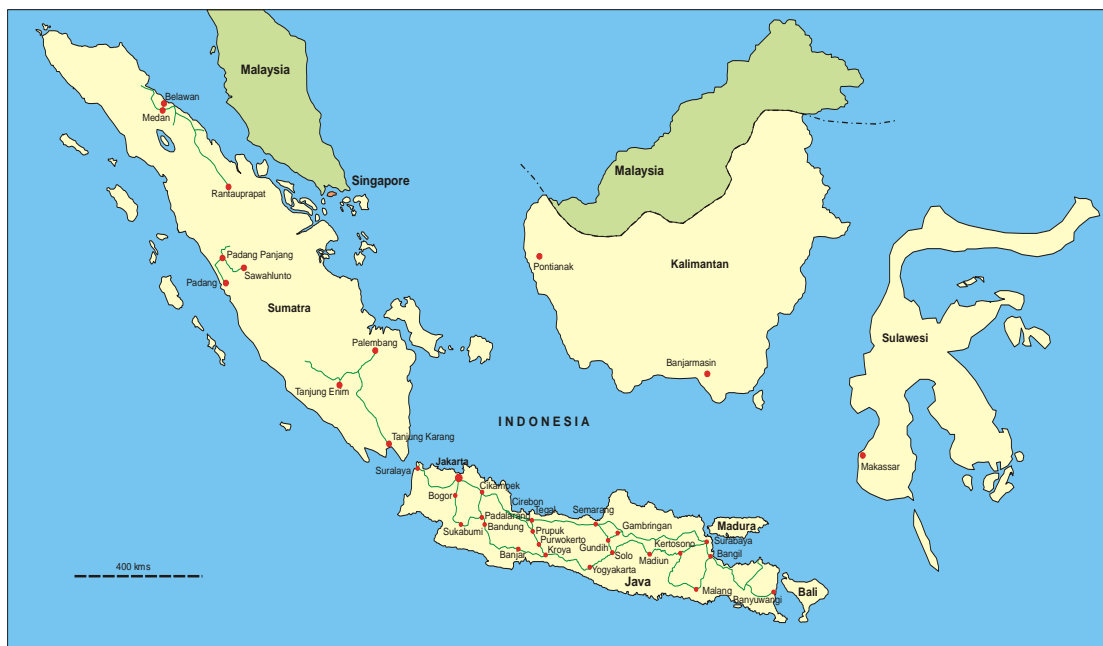 Malaysia
Belawan
Medan
Singapore
Malaysia
Rantauprapat
Padang Panjang
Sawahlunto
Padang
Pontianak
Kalimantan
Sumatra
Palembang
Sulawesi
Banjarmasin
Tanjung Enim
INDONESIA
Tanjung Karang
Makassar
Jakarta
Suralaya
Cikampek
Bogor
Cirebon
Tegal
Semarang
Padalarang
Madura
Bandung
Sukabumi
Prupuk
Gambringan
Purwokerto
Kertosono
Surabaya
Gundih
Banjar
Kroya
Solo
Madiun
Bangil
Yogyakarta
400 kms
Java
Malang
Bali
Banyuwangi